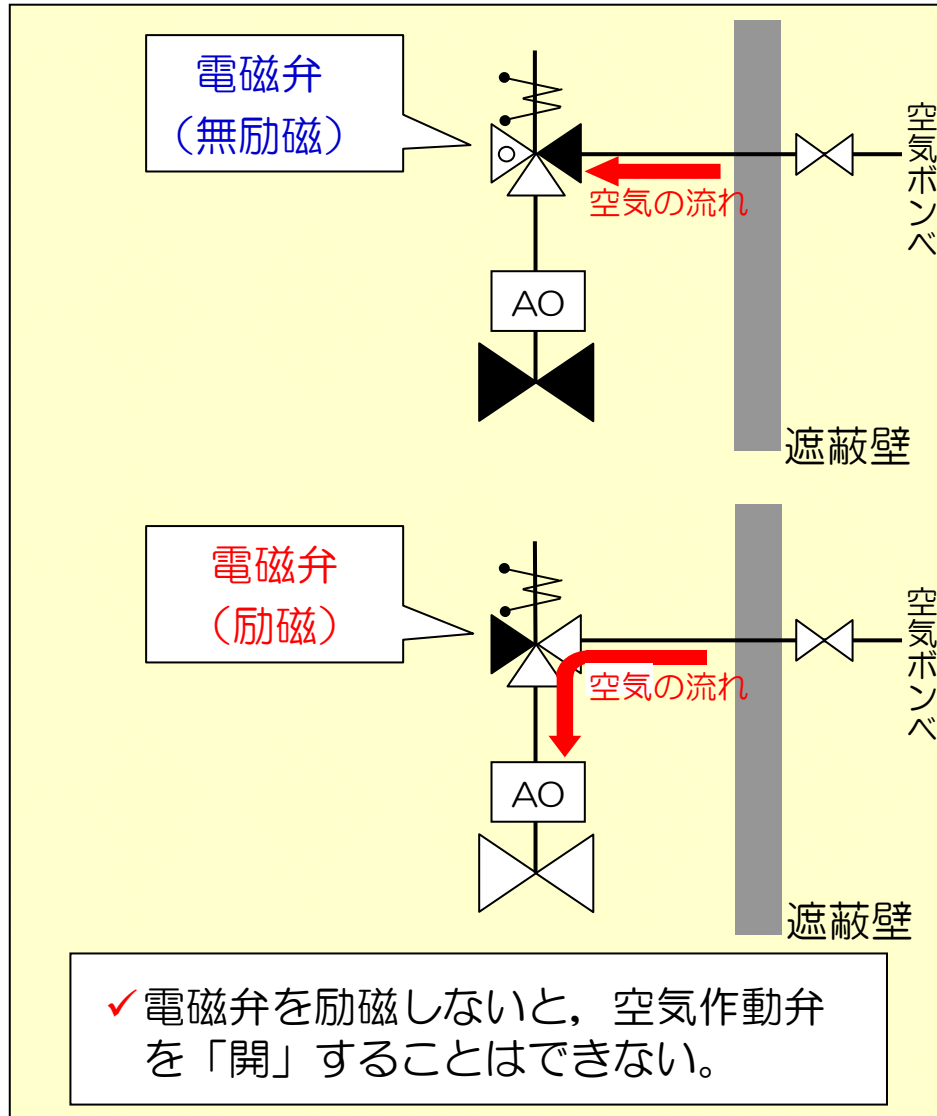 電磁弁
（無励磁）
空気の流れ
空気ボンベ
AO
遮蔽壁
電磁弁
（励磁）
空気の流れ
空気ボンベ
AO
遮蔽壁
✓電磁弁を励磁しないと，空気作動弁
を「開」することはできない。